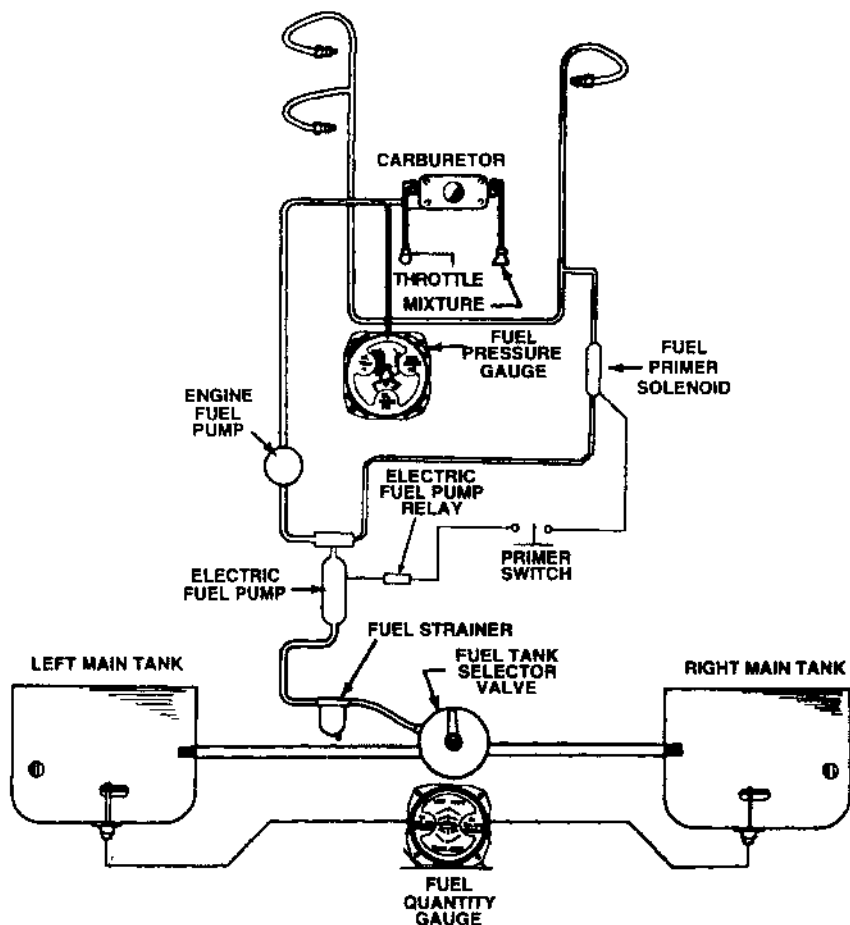 CARBURETOR
THROTTLE
MIXTURE
FUEL
PRESSURE
GAUGE
FUEL
PRIMER
SOLENOID
ENGINE
FUEL
PUMP
ELECTRIC
FUEL PUMP
RELAY
PRIMER
SWITCH
ELECTRIC
FUEL PUMP
FUEL STRAINER
LEFT MAIN TANK
FUEL TANK
SELECTOR
VALVE
RIGHT MAIN TANK
FUEL
QUANTITY
GAUGE